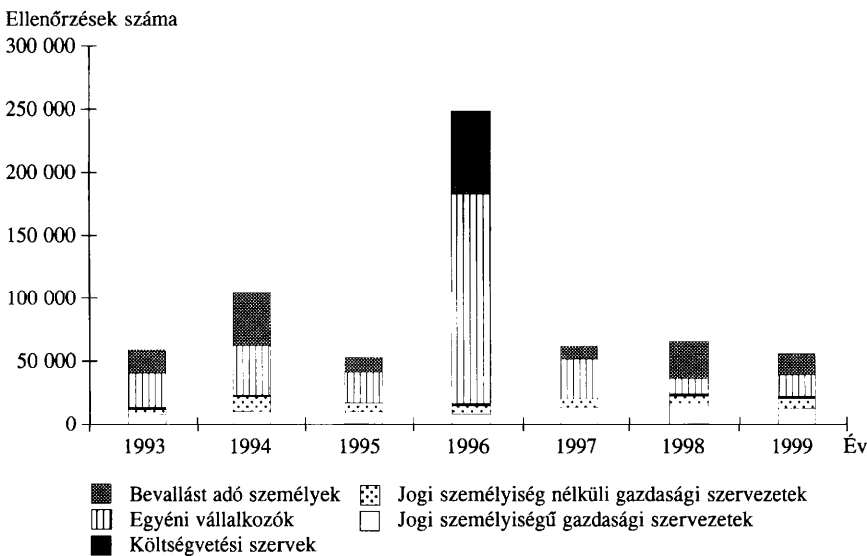 Ellenőrzések száma
300 000
250 000
200 000
150 000
100 000
50 000
0
1993 1994 1995 1996 1997 1998 1999 Év
Bevallást adó személyek Jogi személyiség nélküli gazdasági szervezetek
Egyéni vállalkozók Jogi személyiségű gazdasági szervezetek
Költségvetési szervek